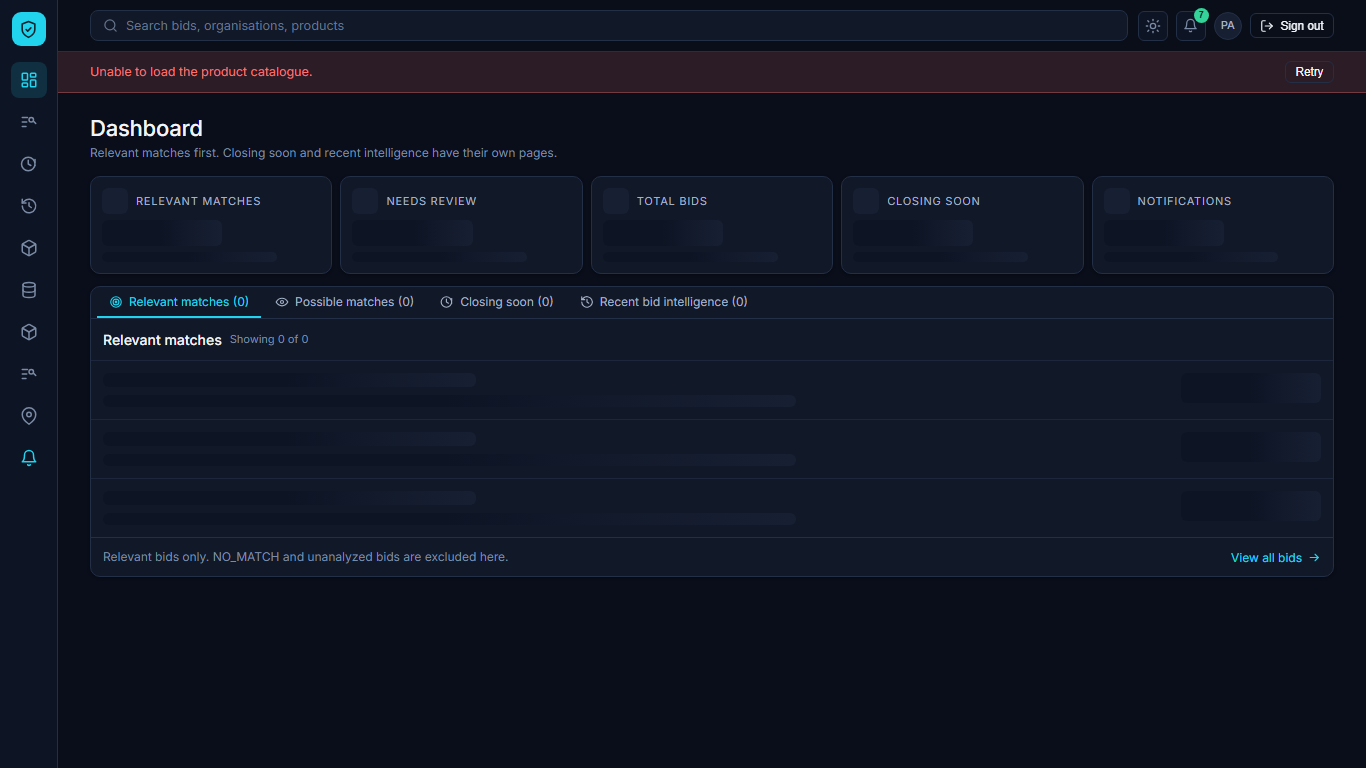 Search bids, organisations, products
7
PA
Sign out
Unable to load the product catalogue.
Retry
Dashboard
Relevant matches first. Closing soon and recent intelligence have their own pages.
RELEVANT MATCHES
NEEDS REVIEW
TOTAL BIDS
CLOSING SOON
NOTIFICATIONS
Relevant matches (0)
Possible matches (0)
Closing soon (0)
Recent bid intelligence (0)
Relevant matches Showing 0 of 0
Relevant bids only. NO_MATCH and unanalyzed bids are excluded here.
View all bids →